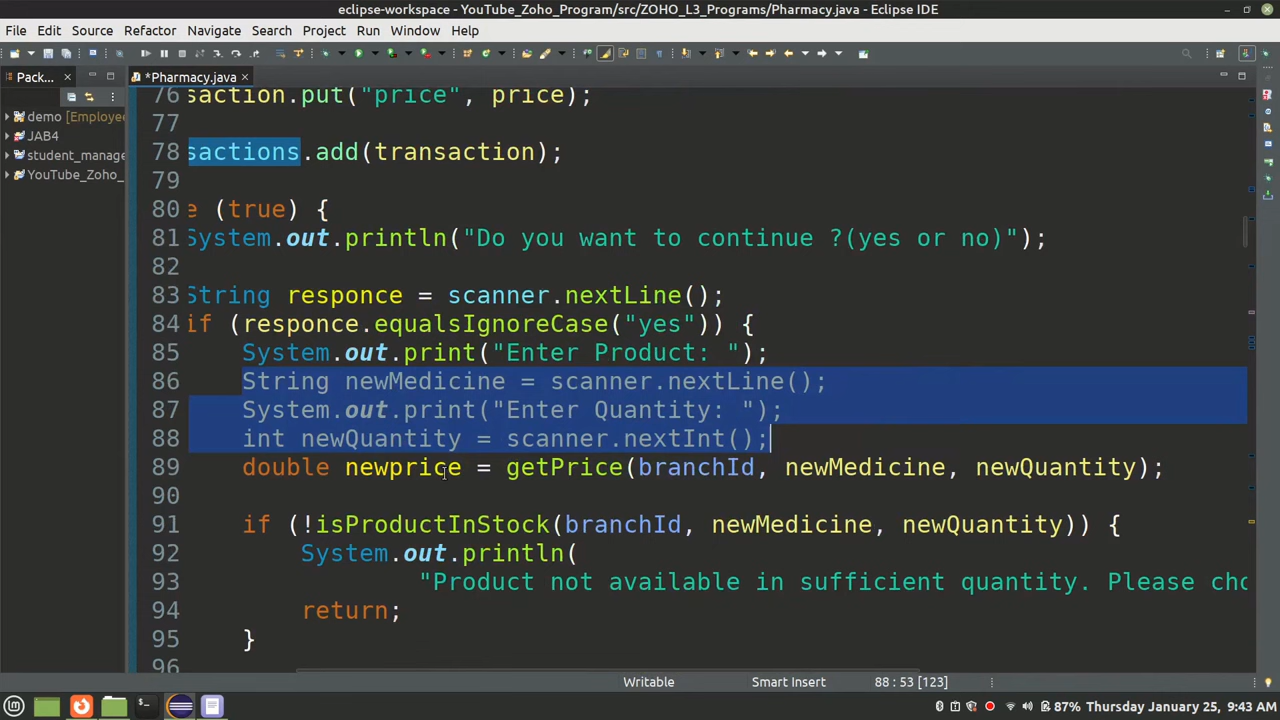 eclipse-workspace - YouTube_Zoho_Program/src/ZOHO_L3_Programs/Pharmacy.java - Eclipse IDE
File Edit Source Refactor Navigate Search Project Run Window Help
Pack...
*Pharmacy.java
demo [Employee
JAB4
student_manage
YouTube_Zoho_
76 saction.put("price", price);
77
78 sactions.add(transaction);
79
80 e (true) {
81 System.out.println("Do you want to continue ?(yes or no)");
82
83 String responce = scanner.nextLine();
84 if (responce.equalsIgnoreCase("yes")) {
85 System.out.print("Enter Product: ");
86 String newMedicine = scanner.nextLine();
87 System.out.print("Enter Quantity: ");
88 int newQuantity = scanner.nextInt();
89 double newprice = getPrice(branchId, newMedicine, newQuantity);
90
91 if (!isProductInStock(branchId, newMedicine, newQuantity)) {
92 System.out.println(
93 "Product not available in sufficient quantity. Please cho
94 return;
95 }
96
Writable Smart Insert 88 : 53 [123]
87% Thursday January 25, 9:43 AM